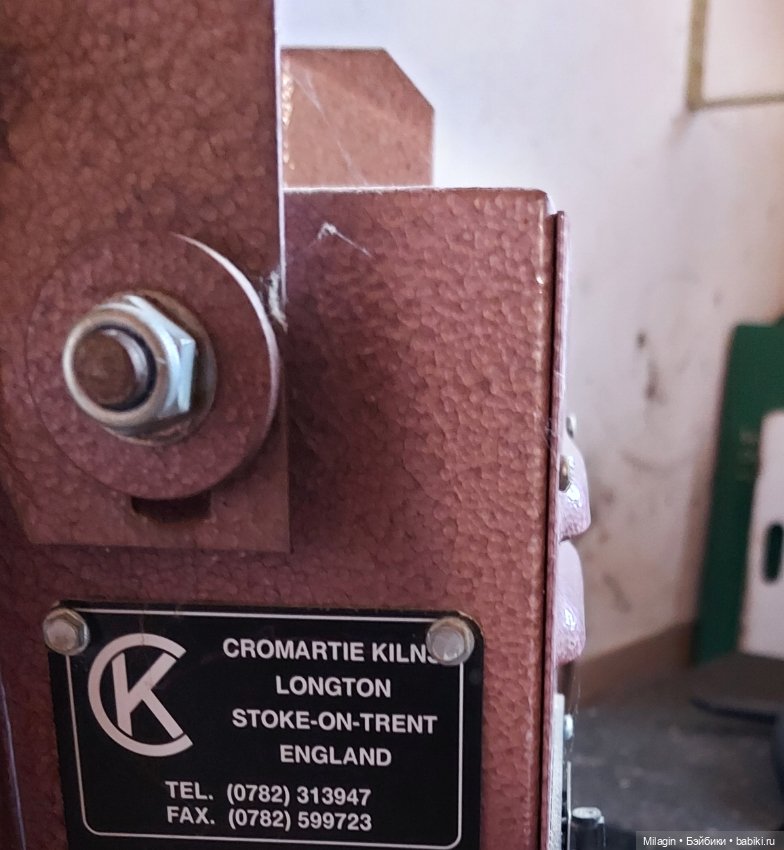 CK
CROMARTIE KILNS
LONGTON
STOKE-ON-TRENT
ENGLAND
TEL. (0782) 313947
FAX. (0782) 599723
Milagin • Бэйбики • babiki.ru